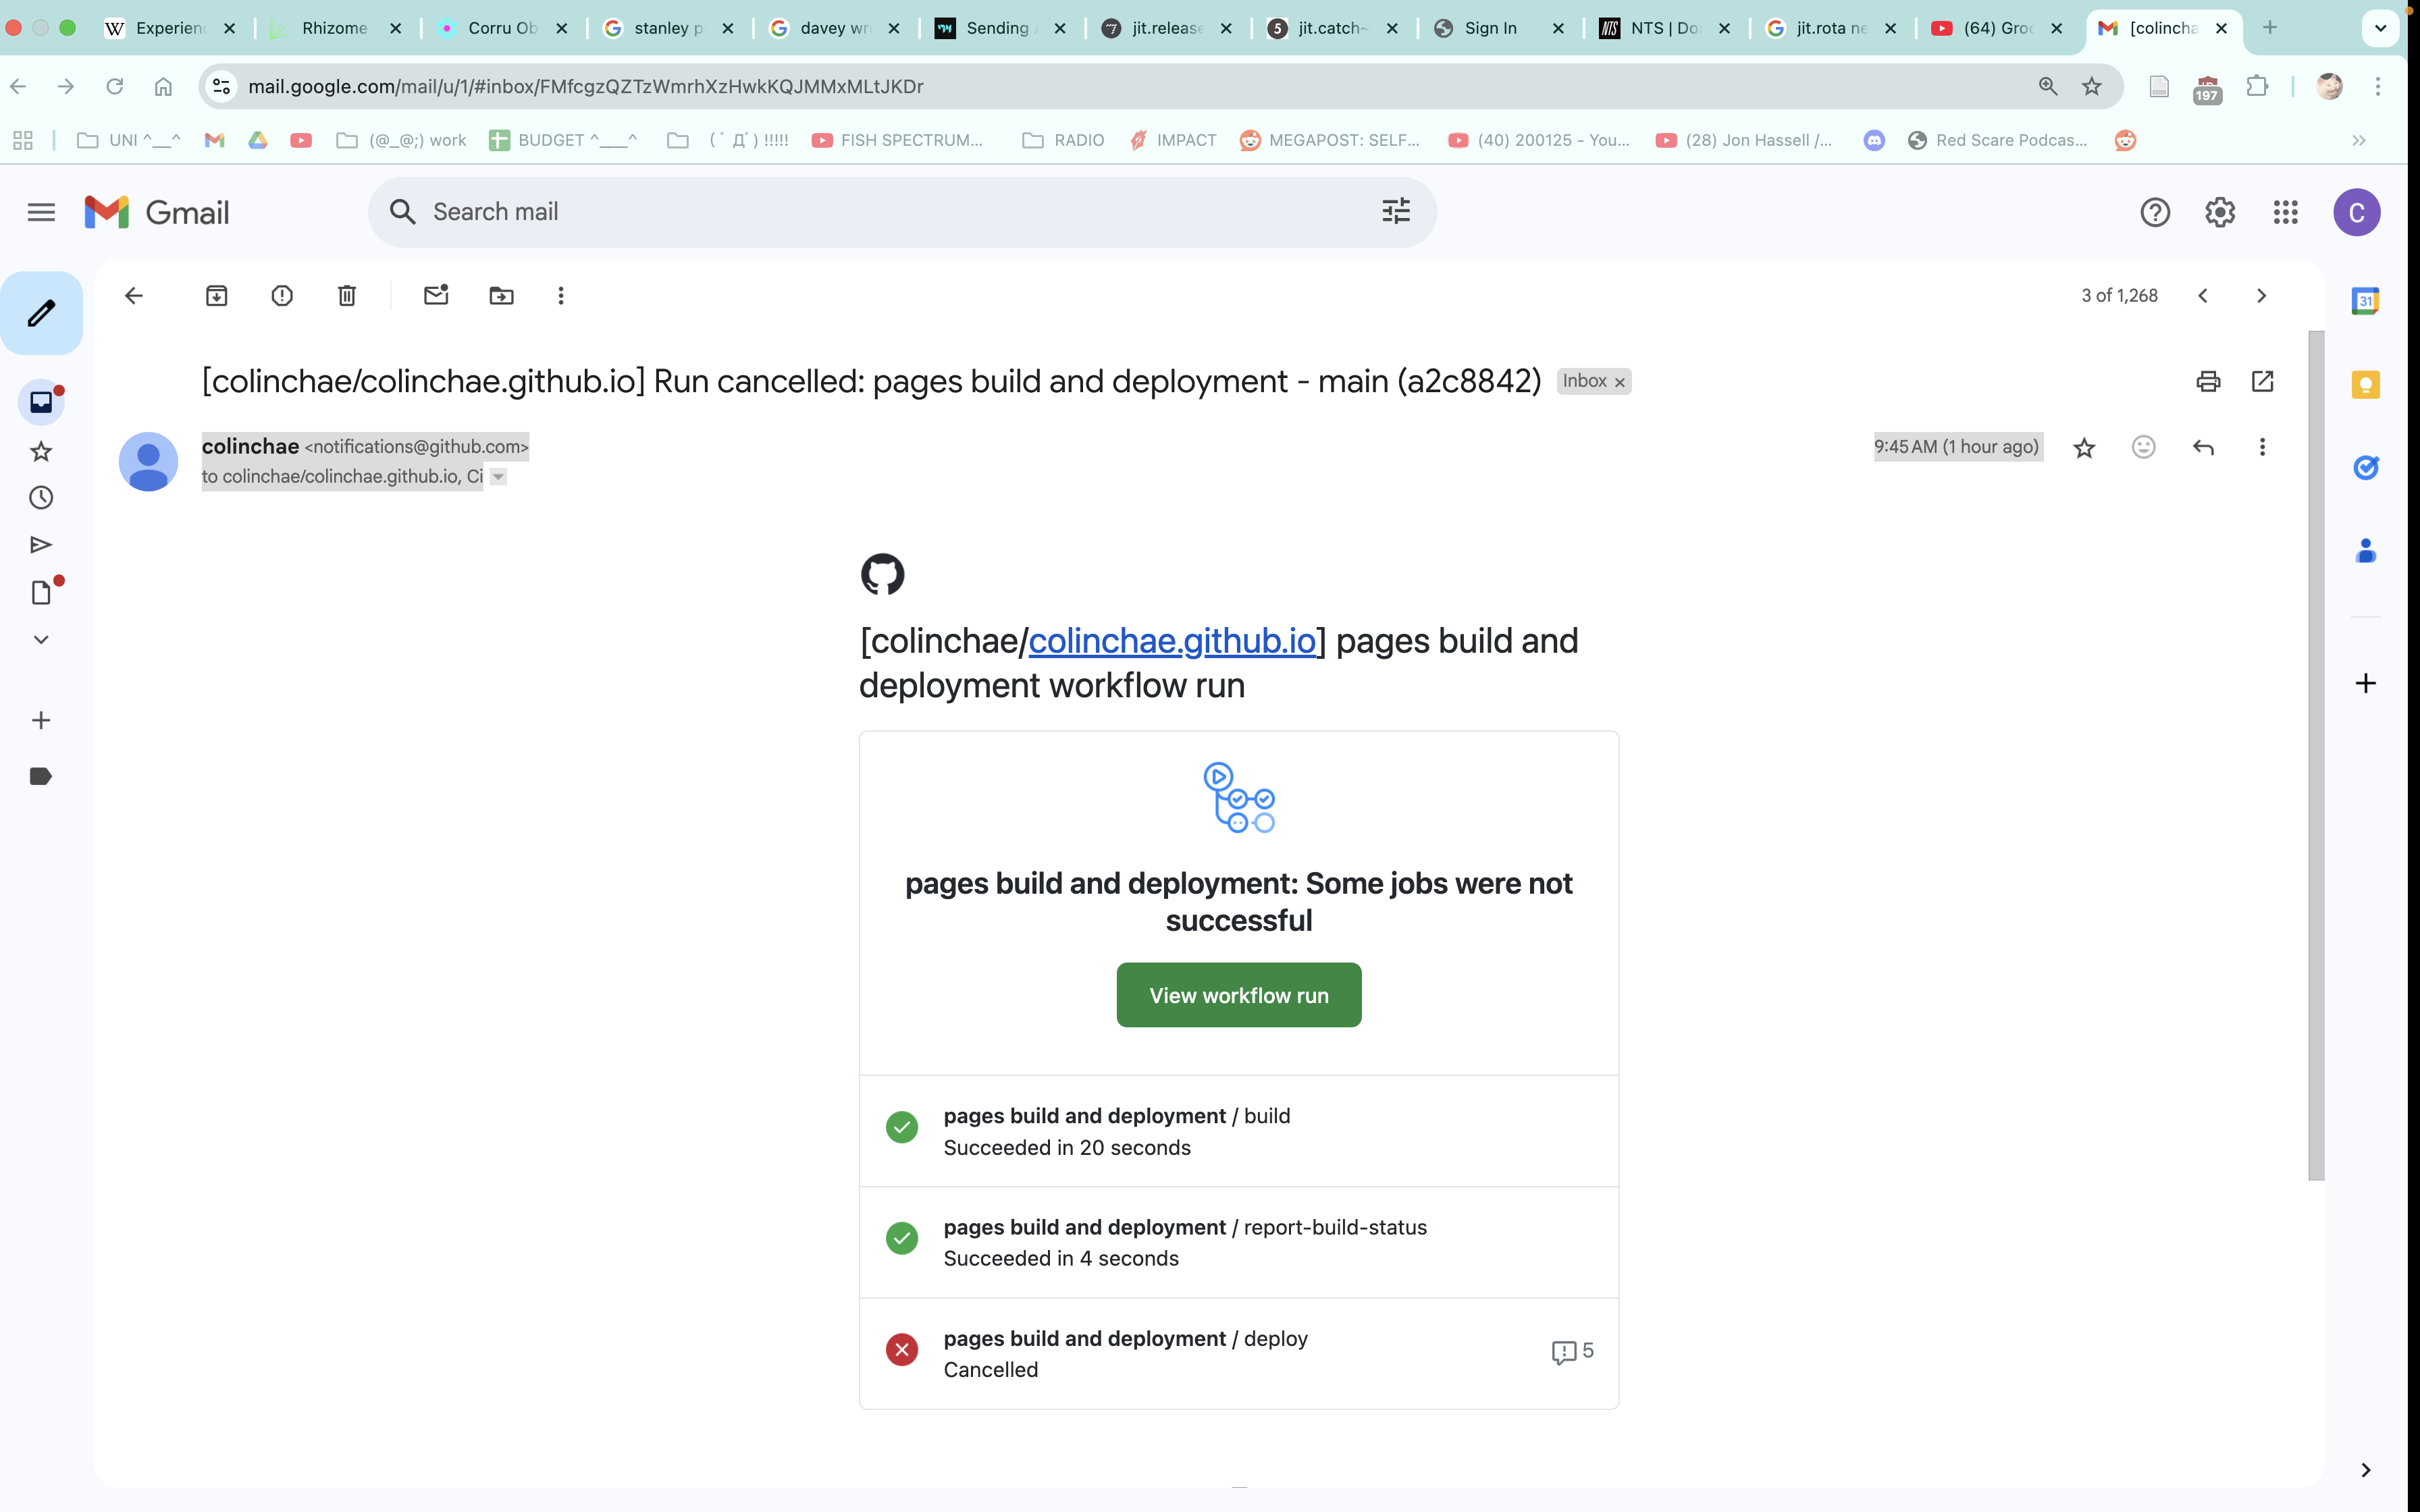 Experien
Rhizome
Corru Ob
stanley p
davey wr
Sending
jit.release
jit.catch~
Sign In
NTS | Do
jit.rota ne
(64) Gro
[colincha
mail.google.com/mail/u/1/#inbox/FMfcgzQZTzWmrhXzHwkKQJMMxMLtJKDr
197
UNI ^__^
(@_@;) work
BUDGET ^___^
(ﾟДﾟ) !!!!!
FISH SPECTRUM...
RADIO
IMPACT
MEGAPOST: SELF...
(40) 200125 - You...
(28) Jon Hassell /...
Red Scare Podcas...
Gmail
Search mail
C
3 of 1,268
31
[colinchae/colinchae.github.io] Run cancelled: pages build and deployment - main (a2c8842)
Inbox
colinchae <notifications@github.com>
9:45 AM (1 hour ago)
to colinchae/colinchae.github.io, Ci
[colinchae/colinchae.github.io] pages build and
deployment workflow run
pages build and deployment: Some jobs were not
successful
View workflow run
pages build and deployment / build
Succeeded in 20 seconds
pages build and deployment / report-build-status
Succeeded in 4 seconds
pages build and deployment / deploy
5
Cancelled